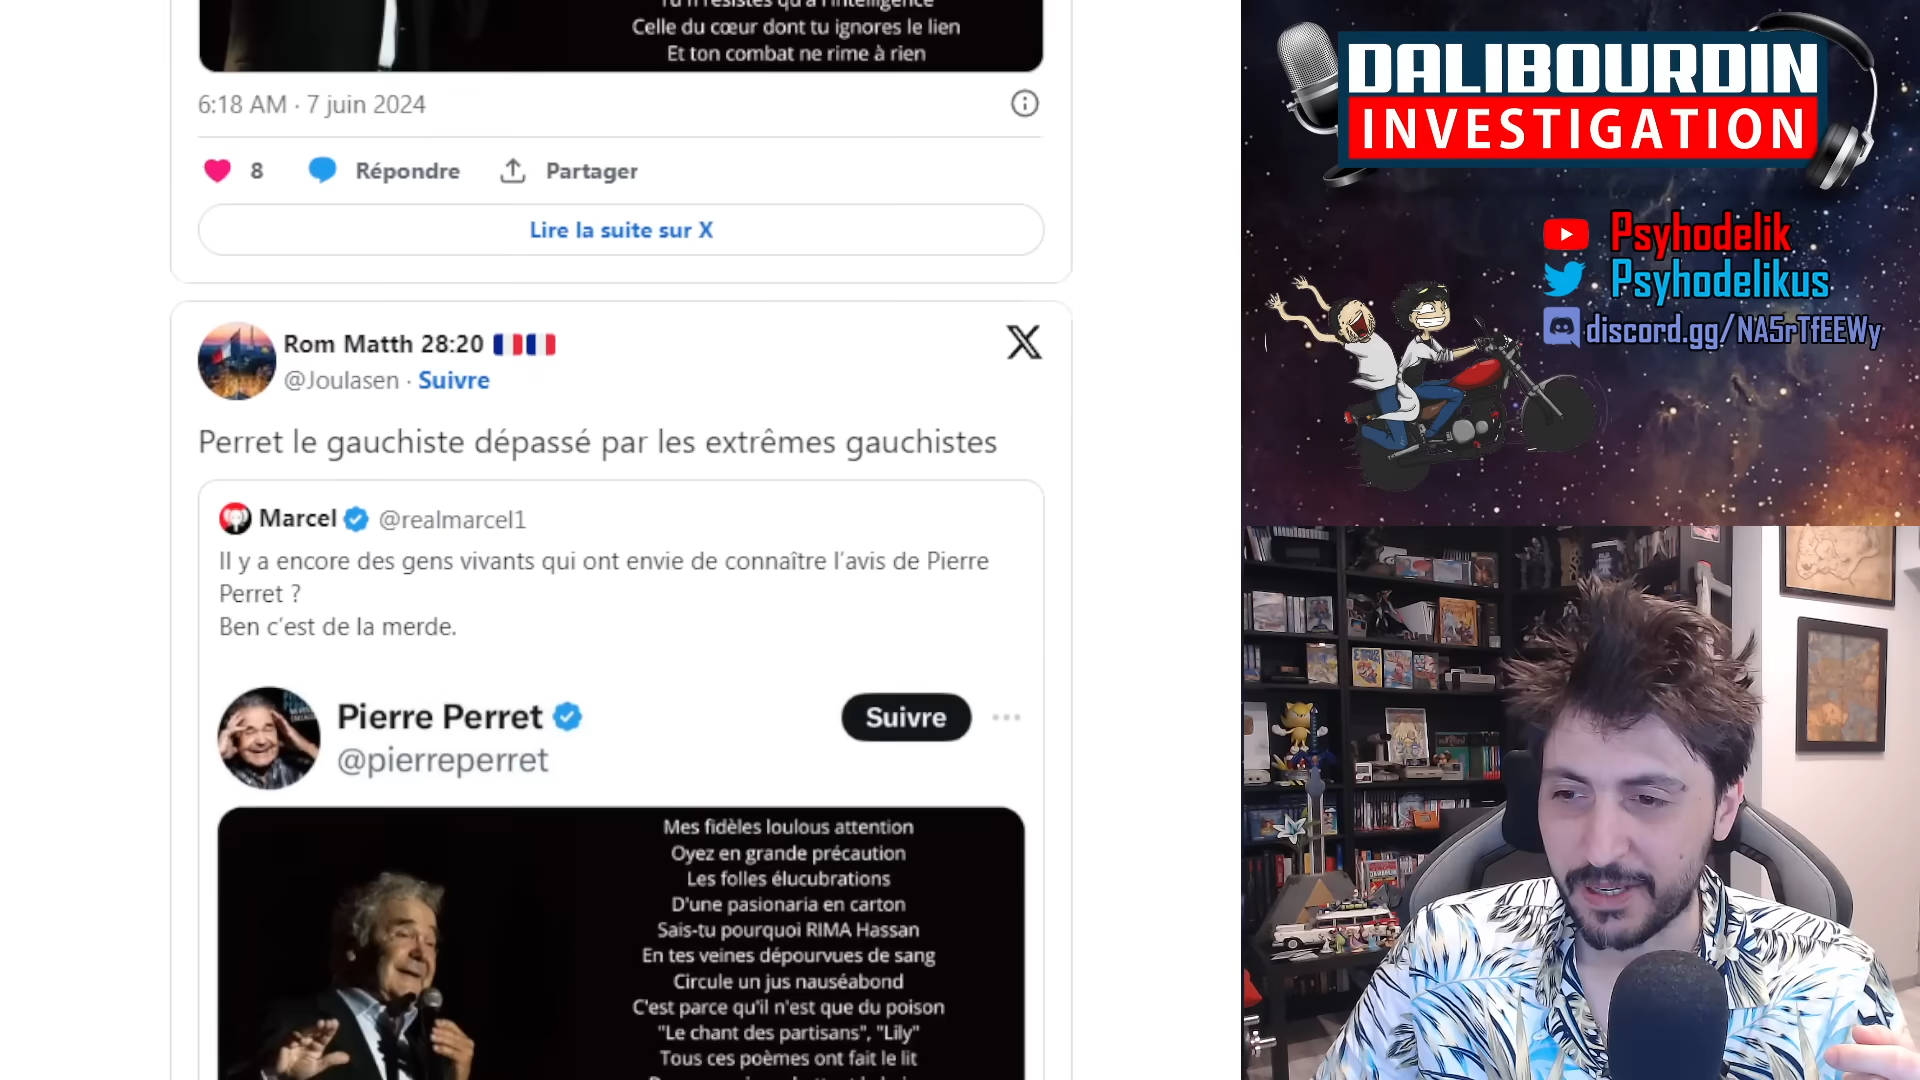 Tu n'résistes qu'à l'intelligence
Celle du cœur dont tu ignores le lien
Et ton combat ne rime à rien
6:18 AM · 7 juin 2024
8 Répondre Partager
Lire la suite sur X
Rom Matth 28:20 🇫🇷🇫🇷
@Joulasen · Suivre
Perret le gauchiste dépassé par les extrêmes gauchistes
Marcel @realmarcel1
Il y a encore des gens vivants qui ont envie de connaître l'avis de Pierre
Perret ?
Ben c'est de la merde.
Pierre Perret
@pierreperret
Suivre
Mes fidèles loulous attention
Oyez en grande précaution
Les folles élucubrations
D'une pasionaria en carton
Sais-tu pourquoi RIMA Hassan
En tes veines dépourvues de sang
Circule un jus nauséabond
C'est parce qu'il n'est que du poison
"Le chant des partisans", "Lily"
Tous ces poèmes ont fait le lit
DALIBOURDIN
INVESTIGATION
Psyhodelik
Psyhodelikus
discord.gg/NA5rTfEEWy